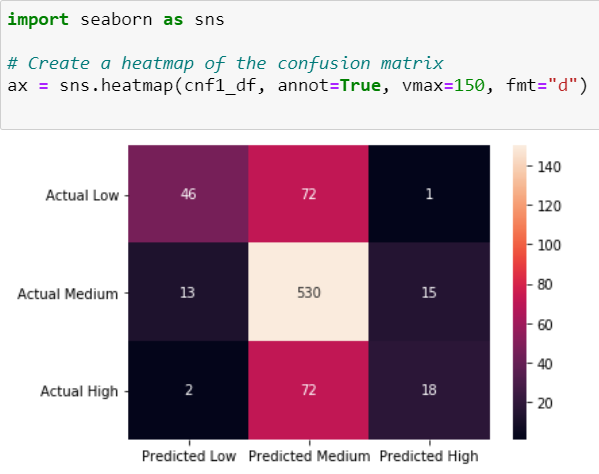 import seaborn as sns
# Create a heatmap of the confusion matrix
ax = sns.heatmap(cnf1_df, annot=True, vmax=150, fmt="d")
140
Actual Low 46 72 1
120
100
Actual Medium 13 530 15
80
60
40
Actual High 2 72 18
20
Predicted Low Predicted Medium Predicted High